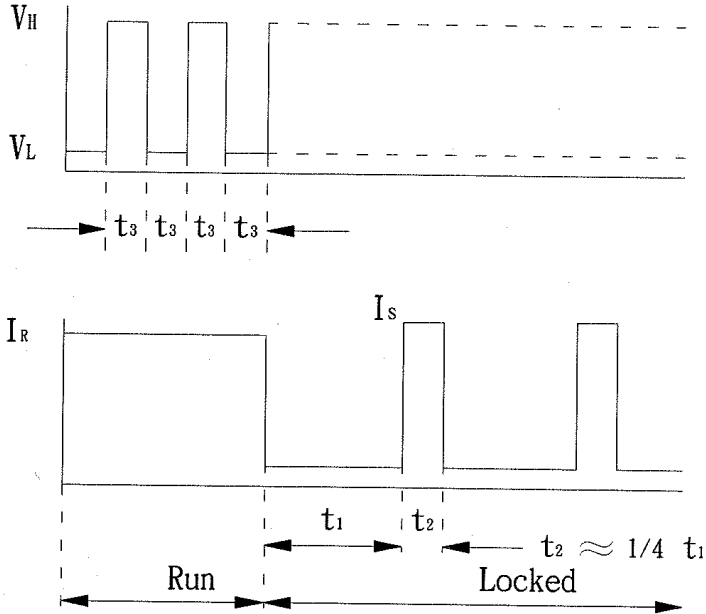 VH
VL
t3 t3 t3 t3
IR
IS
t1 t2
t2 ≈ 1/4 t1
Run Locked